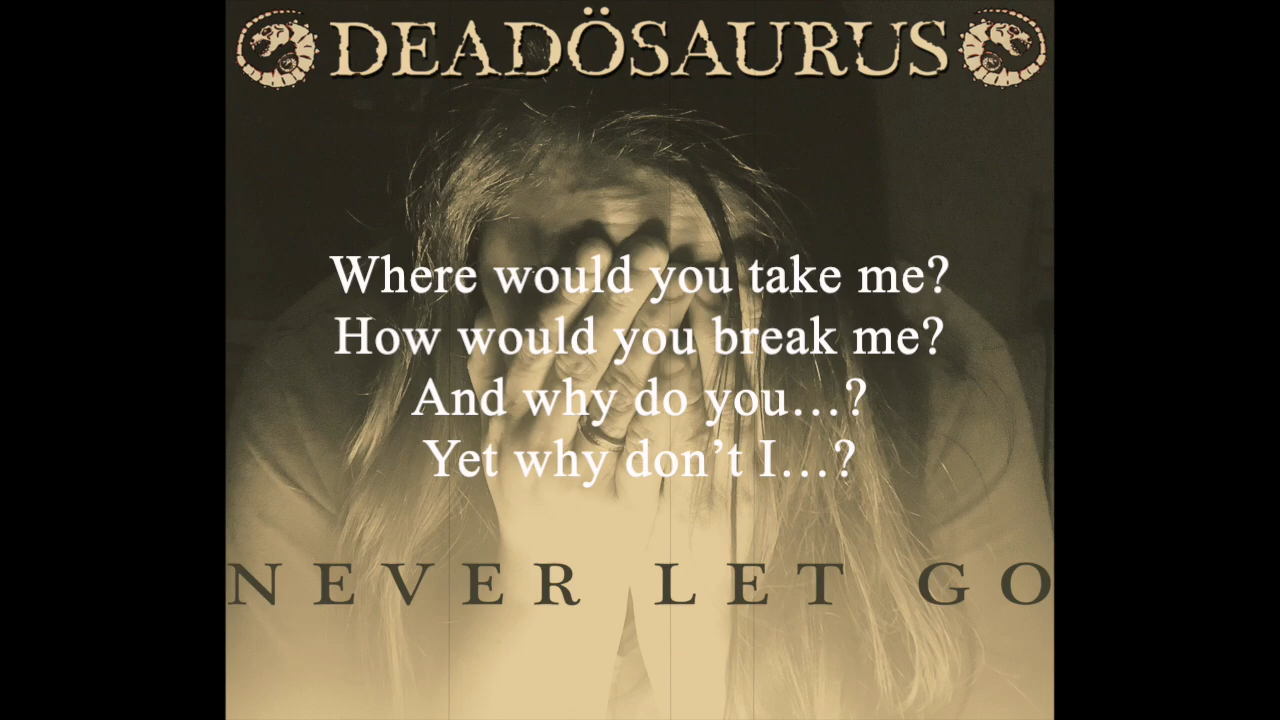 DEADÖSAURUS
Where would you take me?
How would you break me?
And why do you...?
Yet why don’t I...?
NEVER LET GO